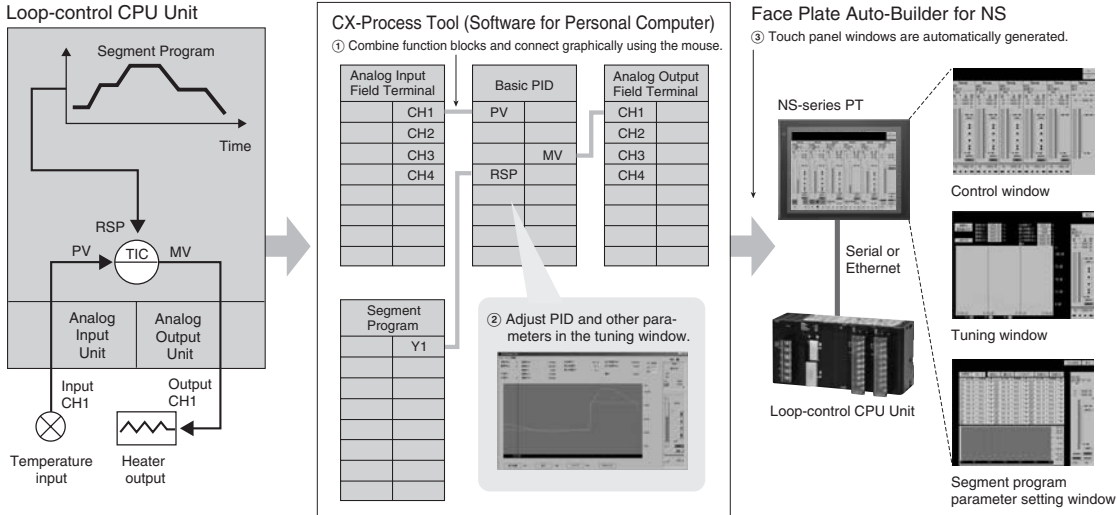 Loop-control CPU Unit
Segment Program
Time
RSP
PV
TIC
MV
Analog
Input
Unit
Analog
Output
Unit
Input
CH1
Output
CH1
Temperature
input
Heater
output
CX-Process Tool (Software for Personal Computer)
① Combine function blocks and connect graphically using the mouse.
Analog Input
Field Terminal
CH1
CH2
CH3
CH4
Basic PID
PV
MV
RSP
Analog Output
Field Terminal
CH1
CH2
CH3
CH4
Segment
Program
Y1
② Adjust PID and other para-
meters in the tuning window.
Face Plate Auto-Builder for NS
③ Touch panel windows are automatically generated.
NS-series PT
Serial or
Ethernet
Loop-control CPU Unit
Control window
Tuning window
Segment program
parameter setting window